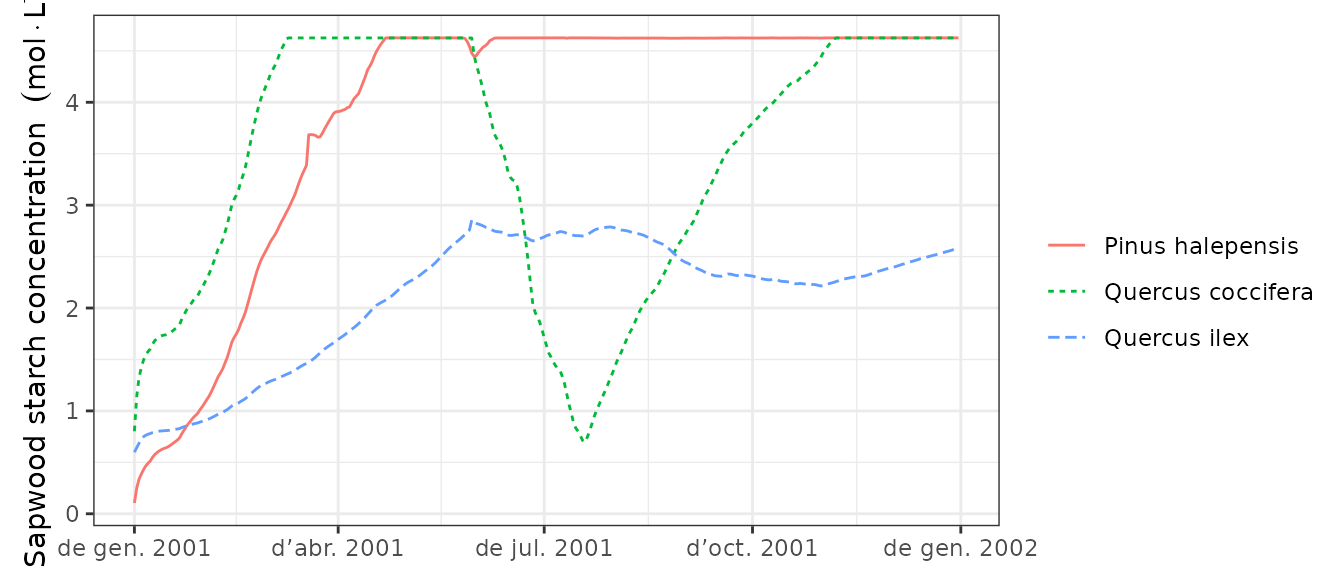 Sapwood starch concentration (mol·L
4
3
2
1
0
de gen. 2001
d’abr. 2001
de jul. 2001
d’oct. 2001
de gen. 2002
Pinus halepensis
Quercus coccifera
Quercus ilex